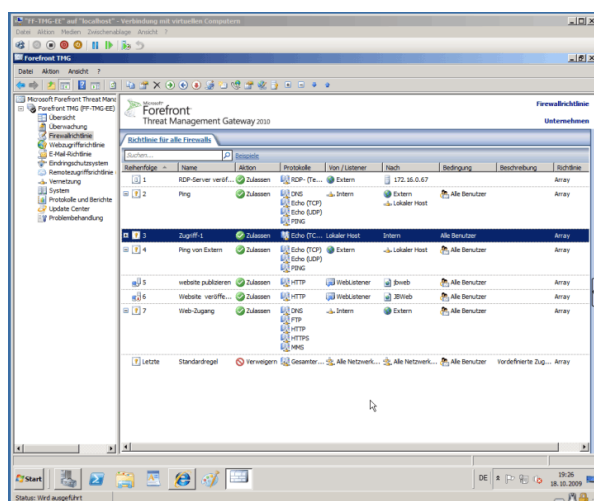 "FF-TMG-EE" auf "localhost" - Verbindung mit virtuellen Computern
Datei Aktion Medien Zwischenablage Ansicht ?
Forefront TMG
Datei Aktion Ansicht ?
Microsoft Forefront Threat Mana
Forefront TMG (FF-TMG-EE)
Übersicht
Überwachung
Firewallrichtlinie
Webzugriffsrichtlinie
E-Mail-Richtlinie
Eindringschutzsystem
Remotezugriffsrichtlinie
Vernetzung
System
Protokolle und Berichte
Update Center
Problembehandlung
Microsoft
Forefront
Threat Management Gateway 2010
Firewallrichtlinie
Unternehmen
Richtlinie für alle Firewalls
Suchen... Beispiele
Reihenfolge Name Aktion Protokolle Von / Listener Nach Bedingung Beschreibung Richtlinie
1 RDP-Server veröf... Zulassen RDP- (Te... Extern 172.16.0.67 Array
2 Ping Zulassen DNS Intern Extern Alle Benutzer Array
Echo (TCP) Lokaler Host
Echo (UDP)
PING
3 Zugriff-1 Zulassen Echo (TC... Lokaler Host Intern Alle Benutzer Array
4 Ping von Extern Zulassen Echo (TCP) Extern Lokaler Host Alle Benutzer Array
Echo (UDP)
PING
5 website publizieren Zulassen HTTP WebListener jbweb Alle Benutzer Array
6 Website veröffe... Zulassen HTTP WebListener JBWeb Alle Benutzer Array
7 Web-Zugang Zulassen DNS Intern Extern Alle Benutzer Array
FTP
HTTP
HTTPS
MMS
Letzte Standardregel Verweigern Gesamter... Alle Netzwerk... Alle Netzwerk... Alle Benutzer Vordefinierte Zug... Array
Start
DE
19:26
18.10.2009
Status: Wird ausgeführt